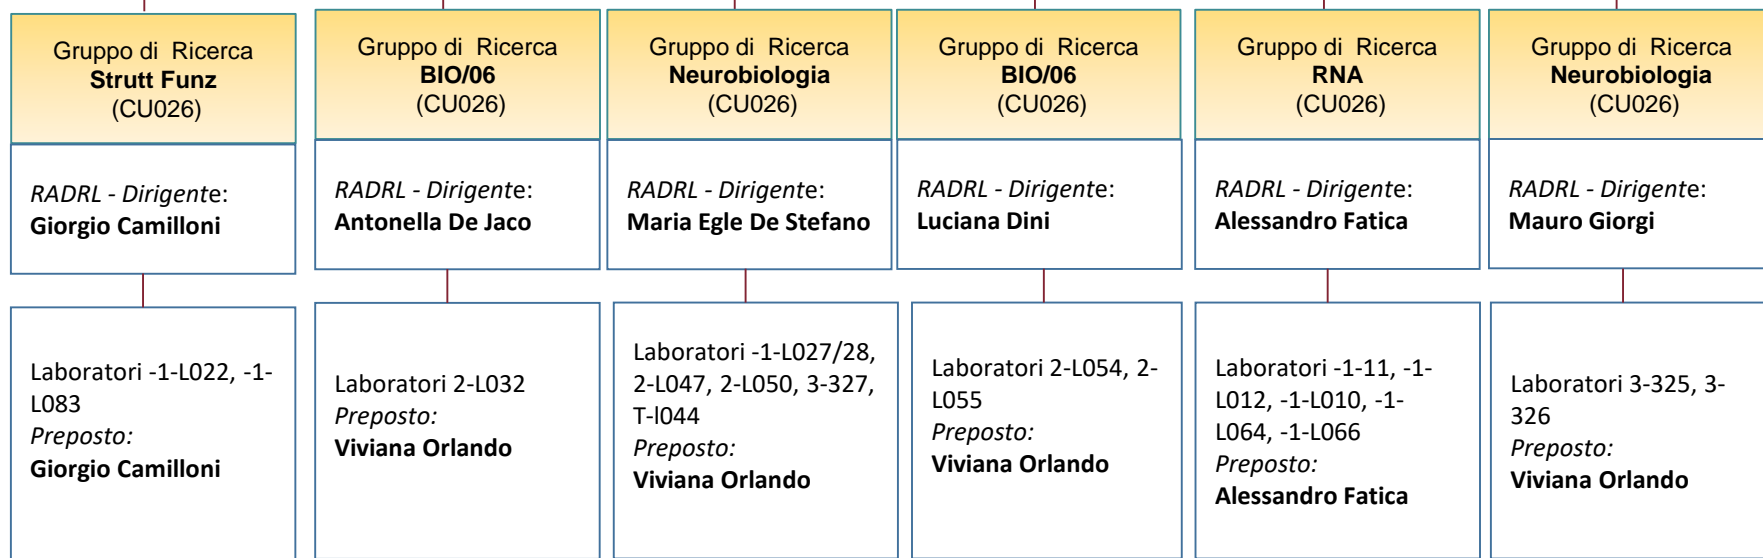 Gruppo di Ricerca
Strutt Funz
(CU026)
RADRL - Dirigente:
Giorgio Camilloni
Laboratori -1-L022, -1-
L083
Preposto:
Giorgio Camilloni
Gruppo di Ricerca
BIO/06
(CU026)
RADRL - Dirigente:
Antonella De Jaco
Laboratori 2-L032
Preposto:
Viviana Orlando
Gruppo di Ricerca
Neurobiologia
(CU026)
RADRL - Dirigente:
Maria Egle De Stefano
Laboratori -1-L027/28,
2-L047, 2-L050, 3-327,
T-l044
Preposto:
Viviana Orlando
Gruppo di Ricerca
BIO/06
(CU026)
RADRL - Dirigente:
Luciana Dini
Laboratori 2-L054, 2-
L055
Preposto:
Viviana Orlando
Gruppo di Ricerca
RNA
(CU026)
RADRL - Dirigente:
Alessandro Fatica
Laboratori -1-11, -1-
L012, -1-L010, -1-
L064, -1-L066
Preposto:
Alessandro Fatica
Gruppo di Ricerca
Neurobiologia
(CU026)
RADRL - Dirigente:
Mauro Giorgi
Laboratori 3-325, 3-
326
Preposto:
Viviana Orlando